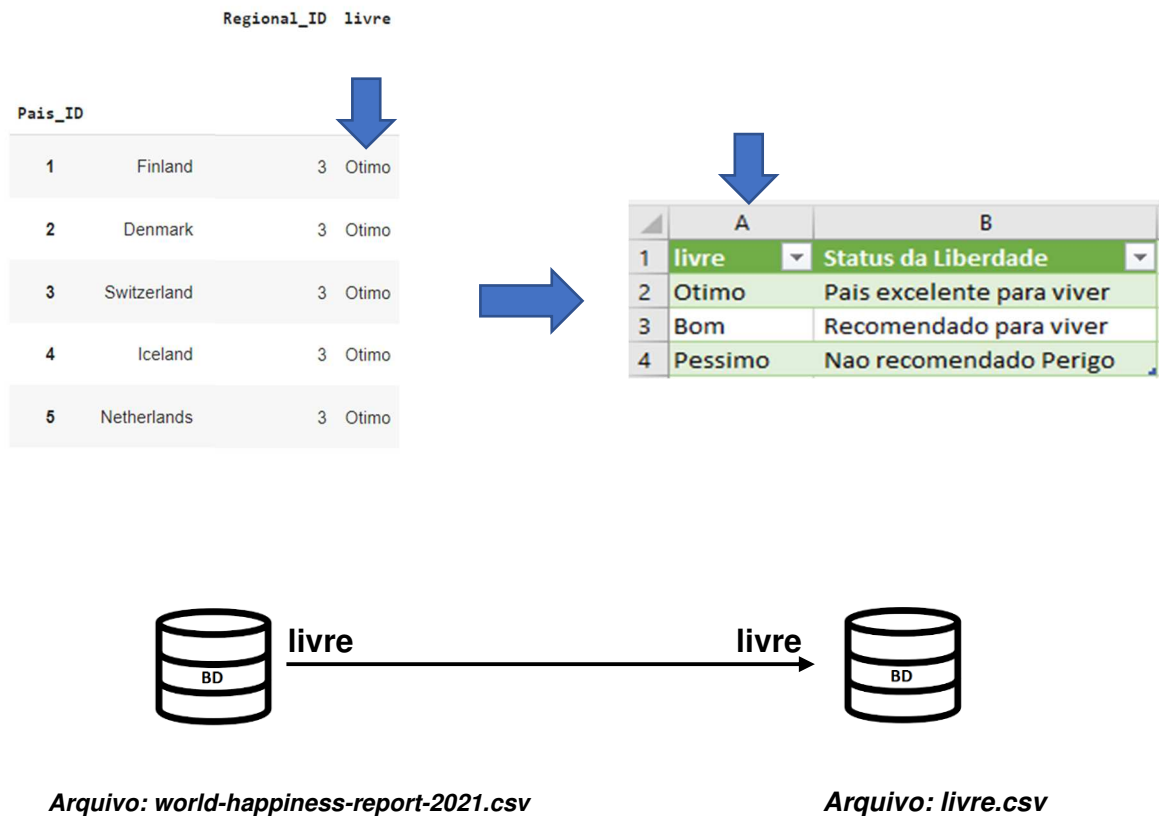 Regional_ID livre
Pais_ID
1 Finland 3 Otimo
2 Denmark 3 Otimo
3 Switzerland 3 Otimo
4 Iceland 3 Otimo
5 Netherlands 3 Otimo
A B
1 livre Status da Liberdade
2 Otimo Pais excelente para viver
3 Bom Recomendado para viver
4 Pessimo Nao recomendado Perigo
livre livre
BD BD
Arquivo: world-happiness-report-2021.csv
Arquivo: livre.csv